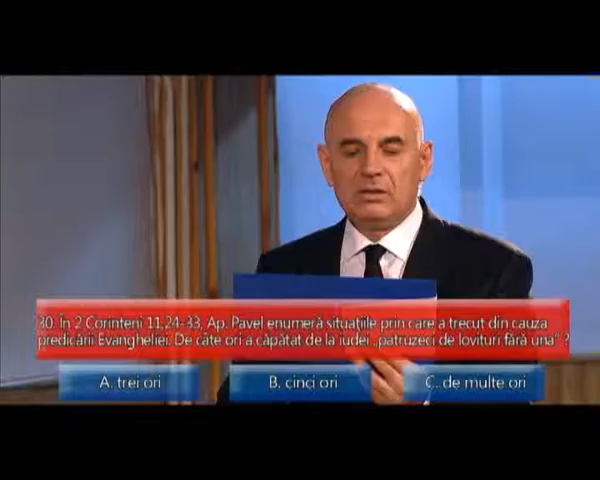 30. În 2 Corinteni 11,24-33, Ap. Pavel enumeră situațiile prin care a trecut din cauza
predicării Evangheliei. De câte ori a căpătat de la iudei „patruzeci de lovituri fără una" ?
A. trei ori
B. cinci ori
C. de multe ori